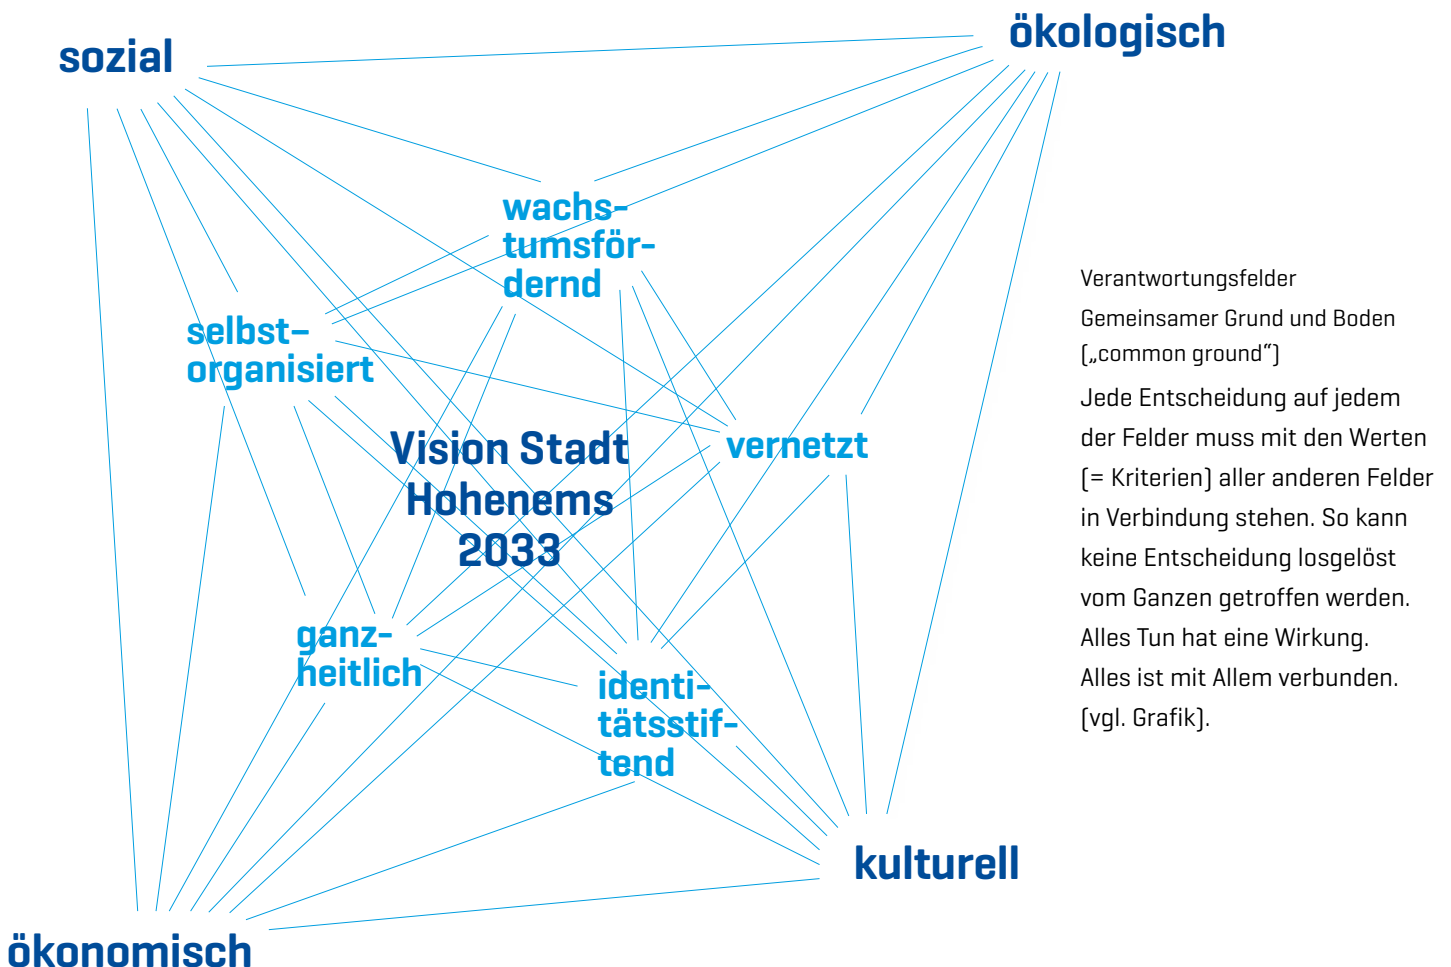 sozial
ökologisch
wachs-
tumsför-
dernd
selbst-
organisiert
Vision Stadt
Hohenems
2033
vernetzt
ganz-
heitlich
identi-
tätsstif-
tend
kulturell
ökonomisch
Verantwortungsfelder
Gemeinsamer Grund und Boden
(„common ground“)
Jede Entscheidung auf jedem
der Felder muss mit den Werten
(= Kriterien) aller anderen Felder
in Verbindung stehen. So kann
keine Entscheidung losgelöst
vom Ganzen getroffen werden.
Alles Tun hat eine Wirkung.
Alles ist mit Allem verbunden.
(vgl. Grafik).